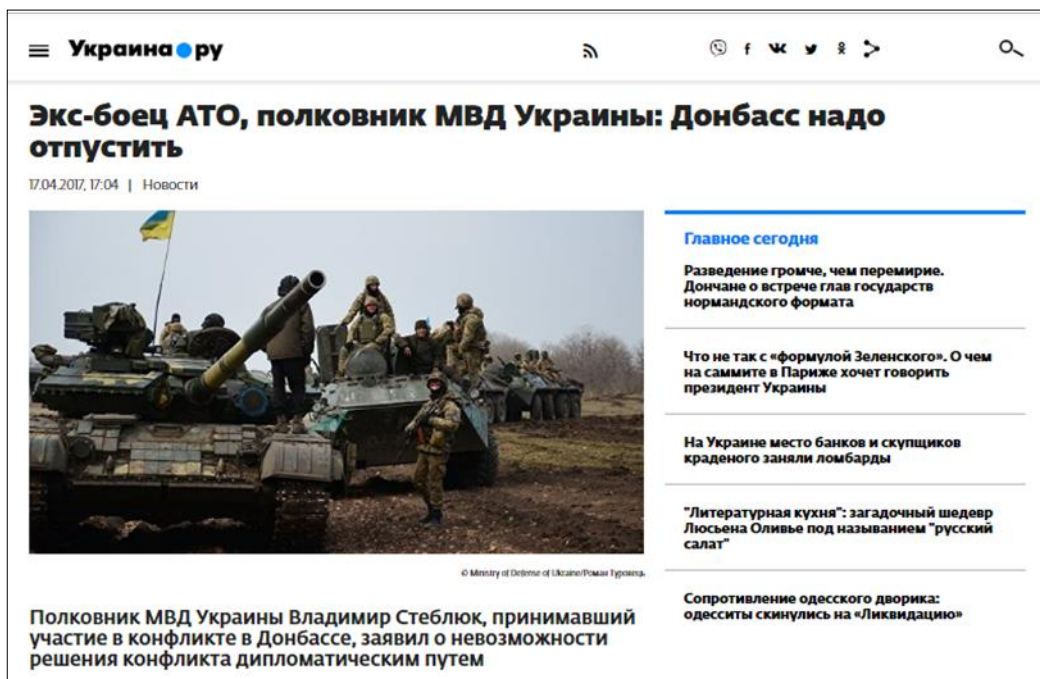 Украина ру
Экс-боец АТО, полковник МВД Украины: Донбасс надо
отпустить
17.04.2017, 17:04 | Новости
© Ministry of Defense of Ukraine/Роман Туровець
Полковник МВД Украины Владимир Стеблюк, принимавший
участие в конфликте в Донбассе, заявил о невозможности
решения конфликта дипломатическим путем
Главное сегодня
Разведение громче, чем перемирие.
Дончане о встрече глав государств
нормандского формата
Что не так с «формулой Зеленского». О чем
на саммите в Париже хочет говорить
президент Украины
На Украине место банков и скупщиков
краденого заняли ломбарды
"Литературная кухня": загадочный шедевр
Люсьена Оливье под называнием "русский
салат"
Сопротивление одесского дворика:
одесситы скинулись на «Ликвидацию»